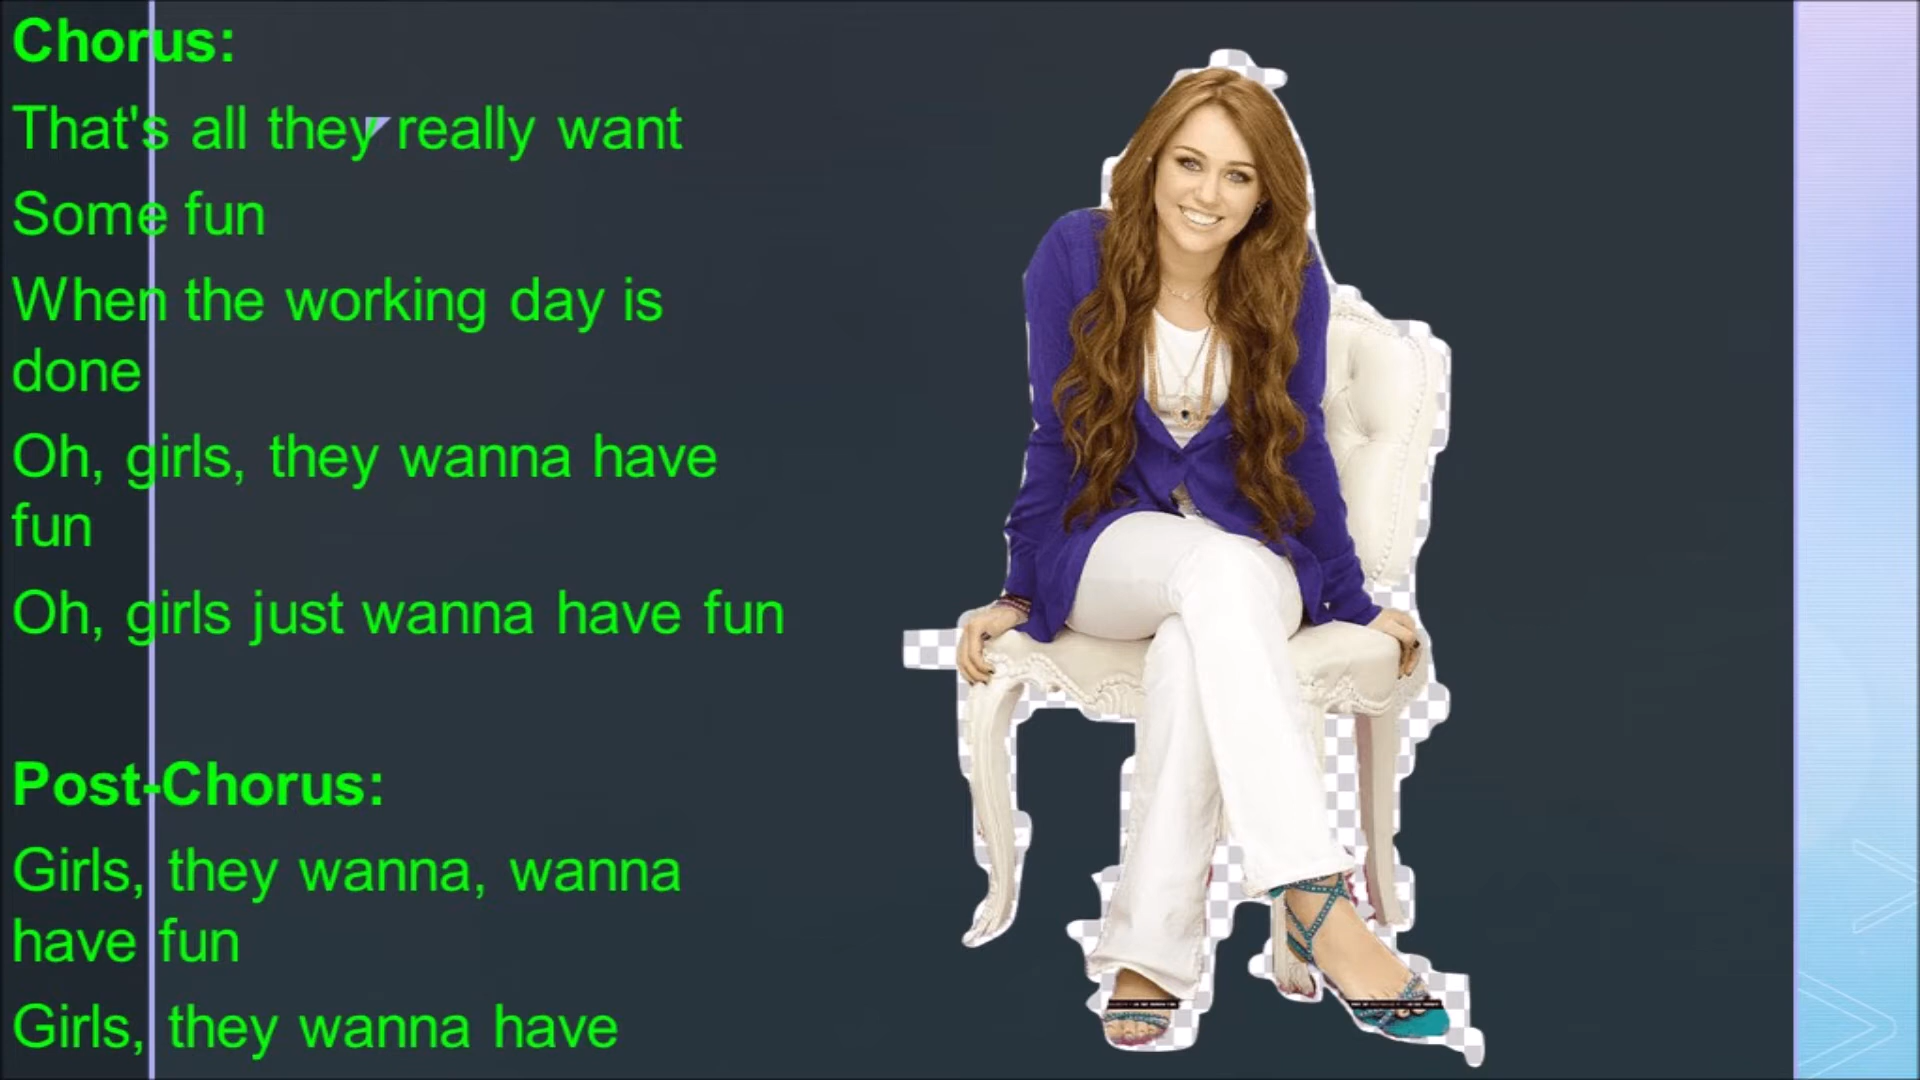 Chorus:
That's all they really want
Some fun
When the working day is
done
Oh, girls, they wanna have
fun
Oh, girls just wanna have fun
Post-Chorus:
Girls, they wanna, wanna
have fun
Girls, they wanna have